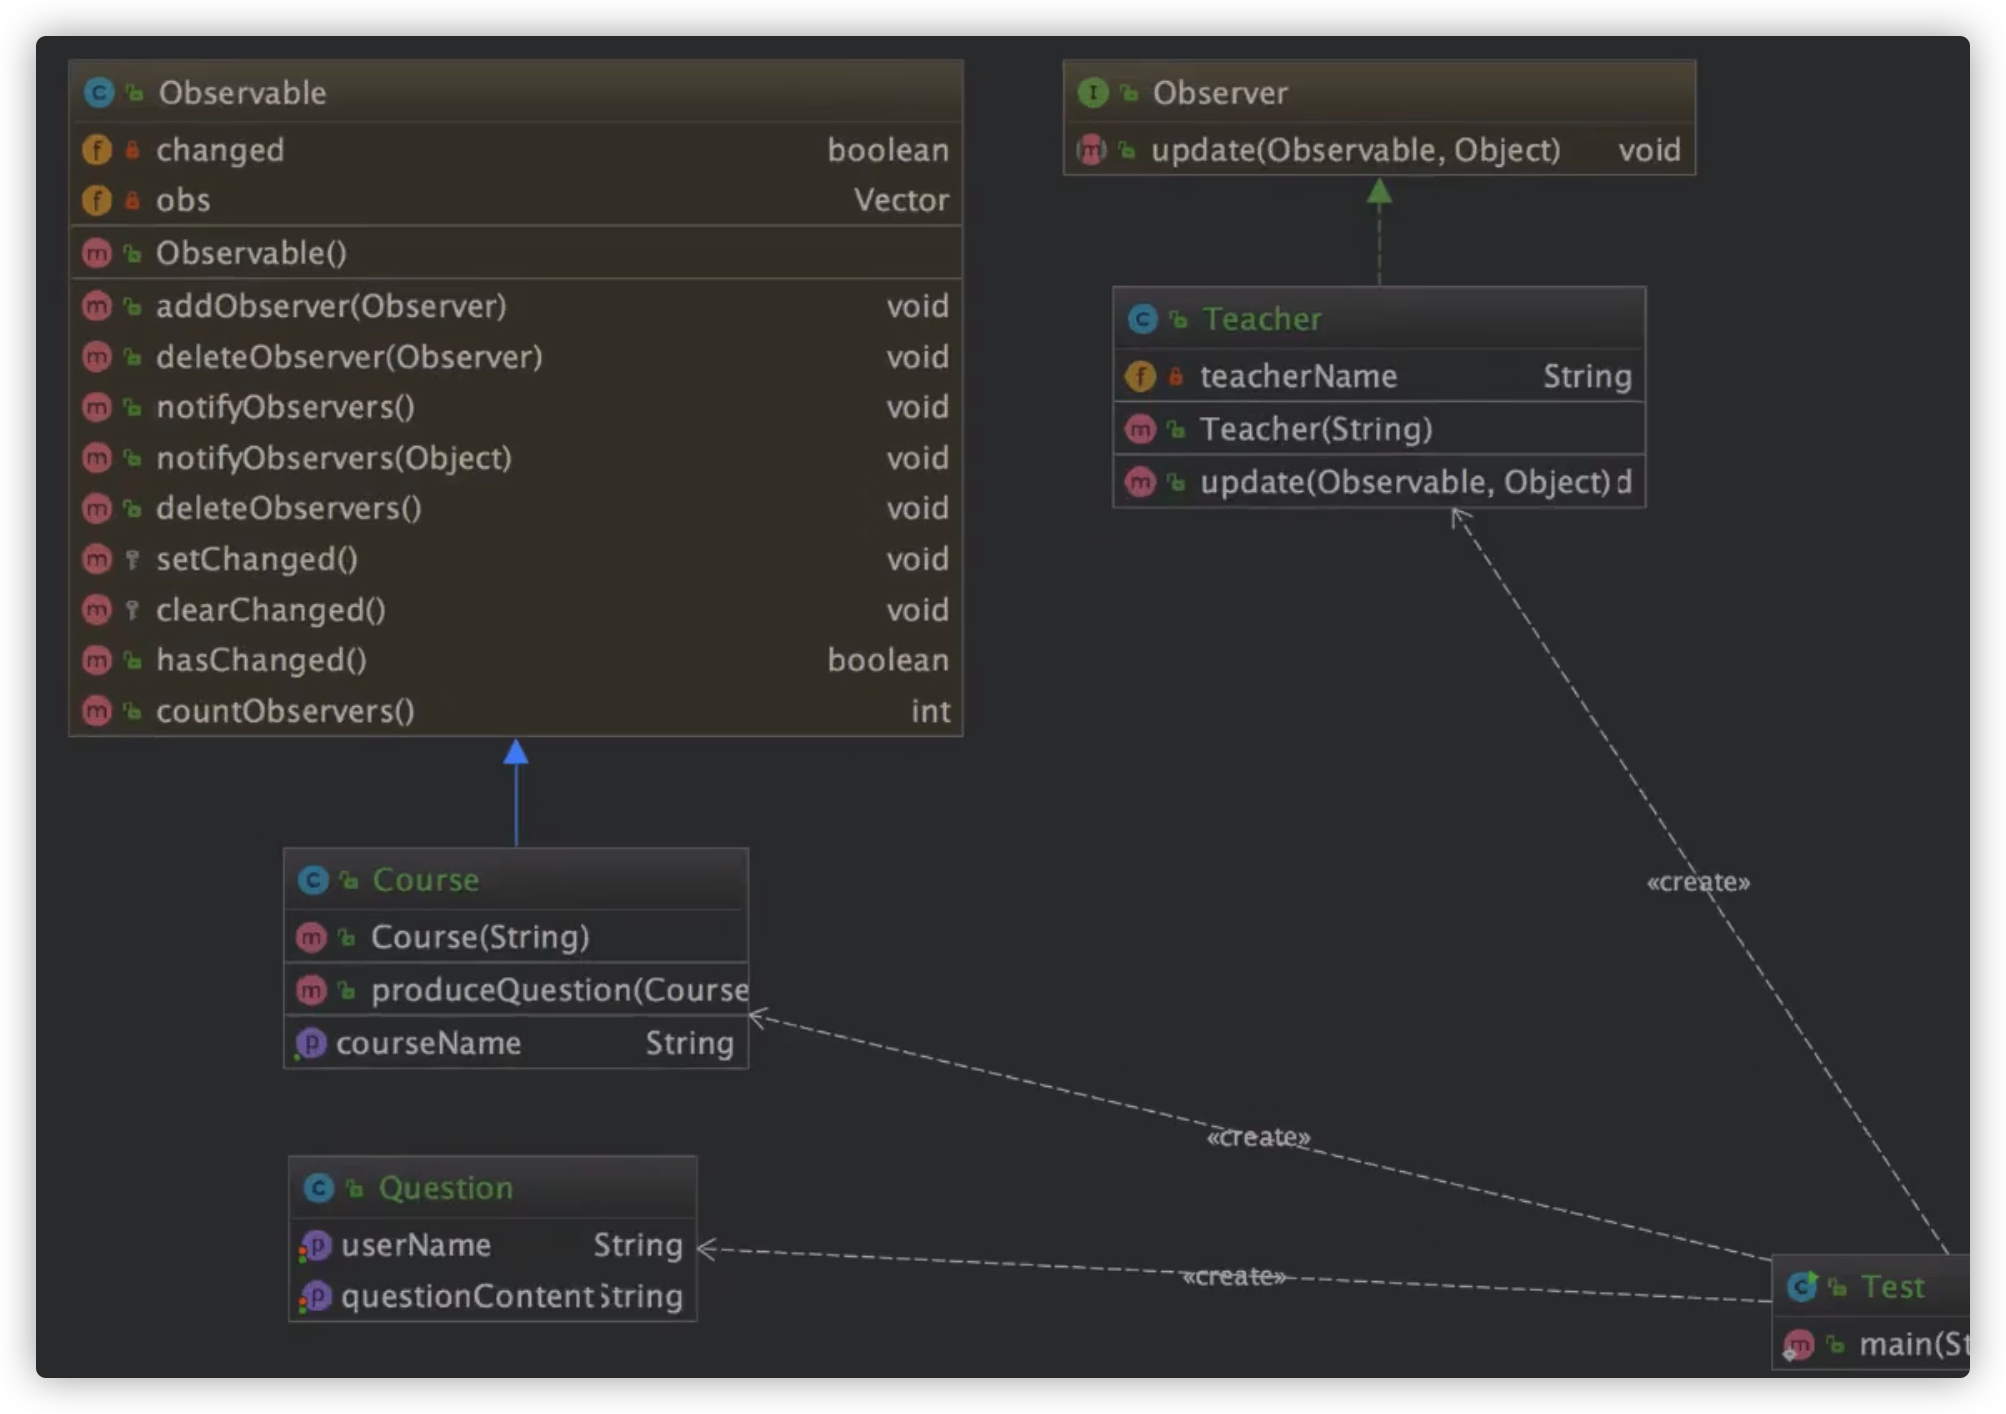 Observable
changed boolean
obs Vector
Observable()
addObserver(Observer) void
deleteObserver(Observer) void
notifyObservers() void
notifyObservers(Object) void
deleteObservers() void
setChanged() void
clearChanged() void
hasChanged() boolean
countObservers() int
Observer
update(Observable, Object) void
Teacher
teacherName String
Teacher(String)
update(Observable, Object) d
«create»
Course
Course(String)
produceQuestion(Course
courseName String
«create»
Question
userName String
questionContent String
«create»
Test
main(St